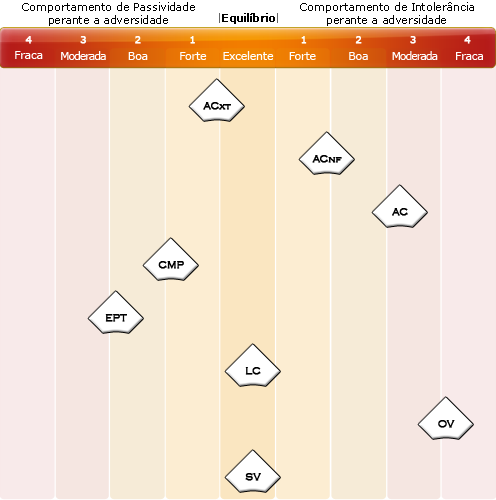 Comportamento de Passividade
perante a adversidade
|Equilíbrio|
Comportamento de Intolerância
perante a adversidade
4 3 2 1 1 2 3 4
Fraca Moderada Boa Forte Excelente Forte Boa Moderada Fraca
ACXT
ACNF
AC
CMP
EPT
LC
OV
SV